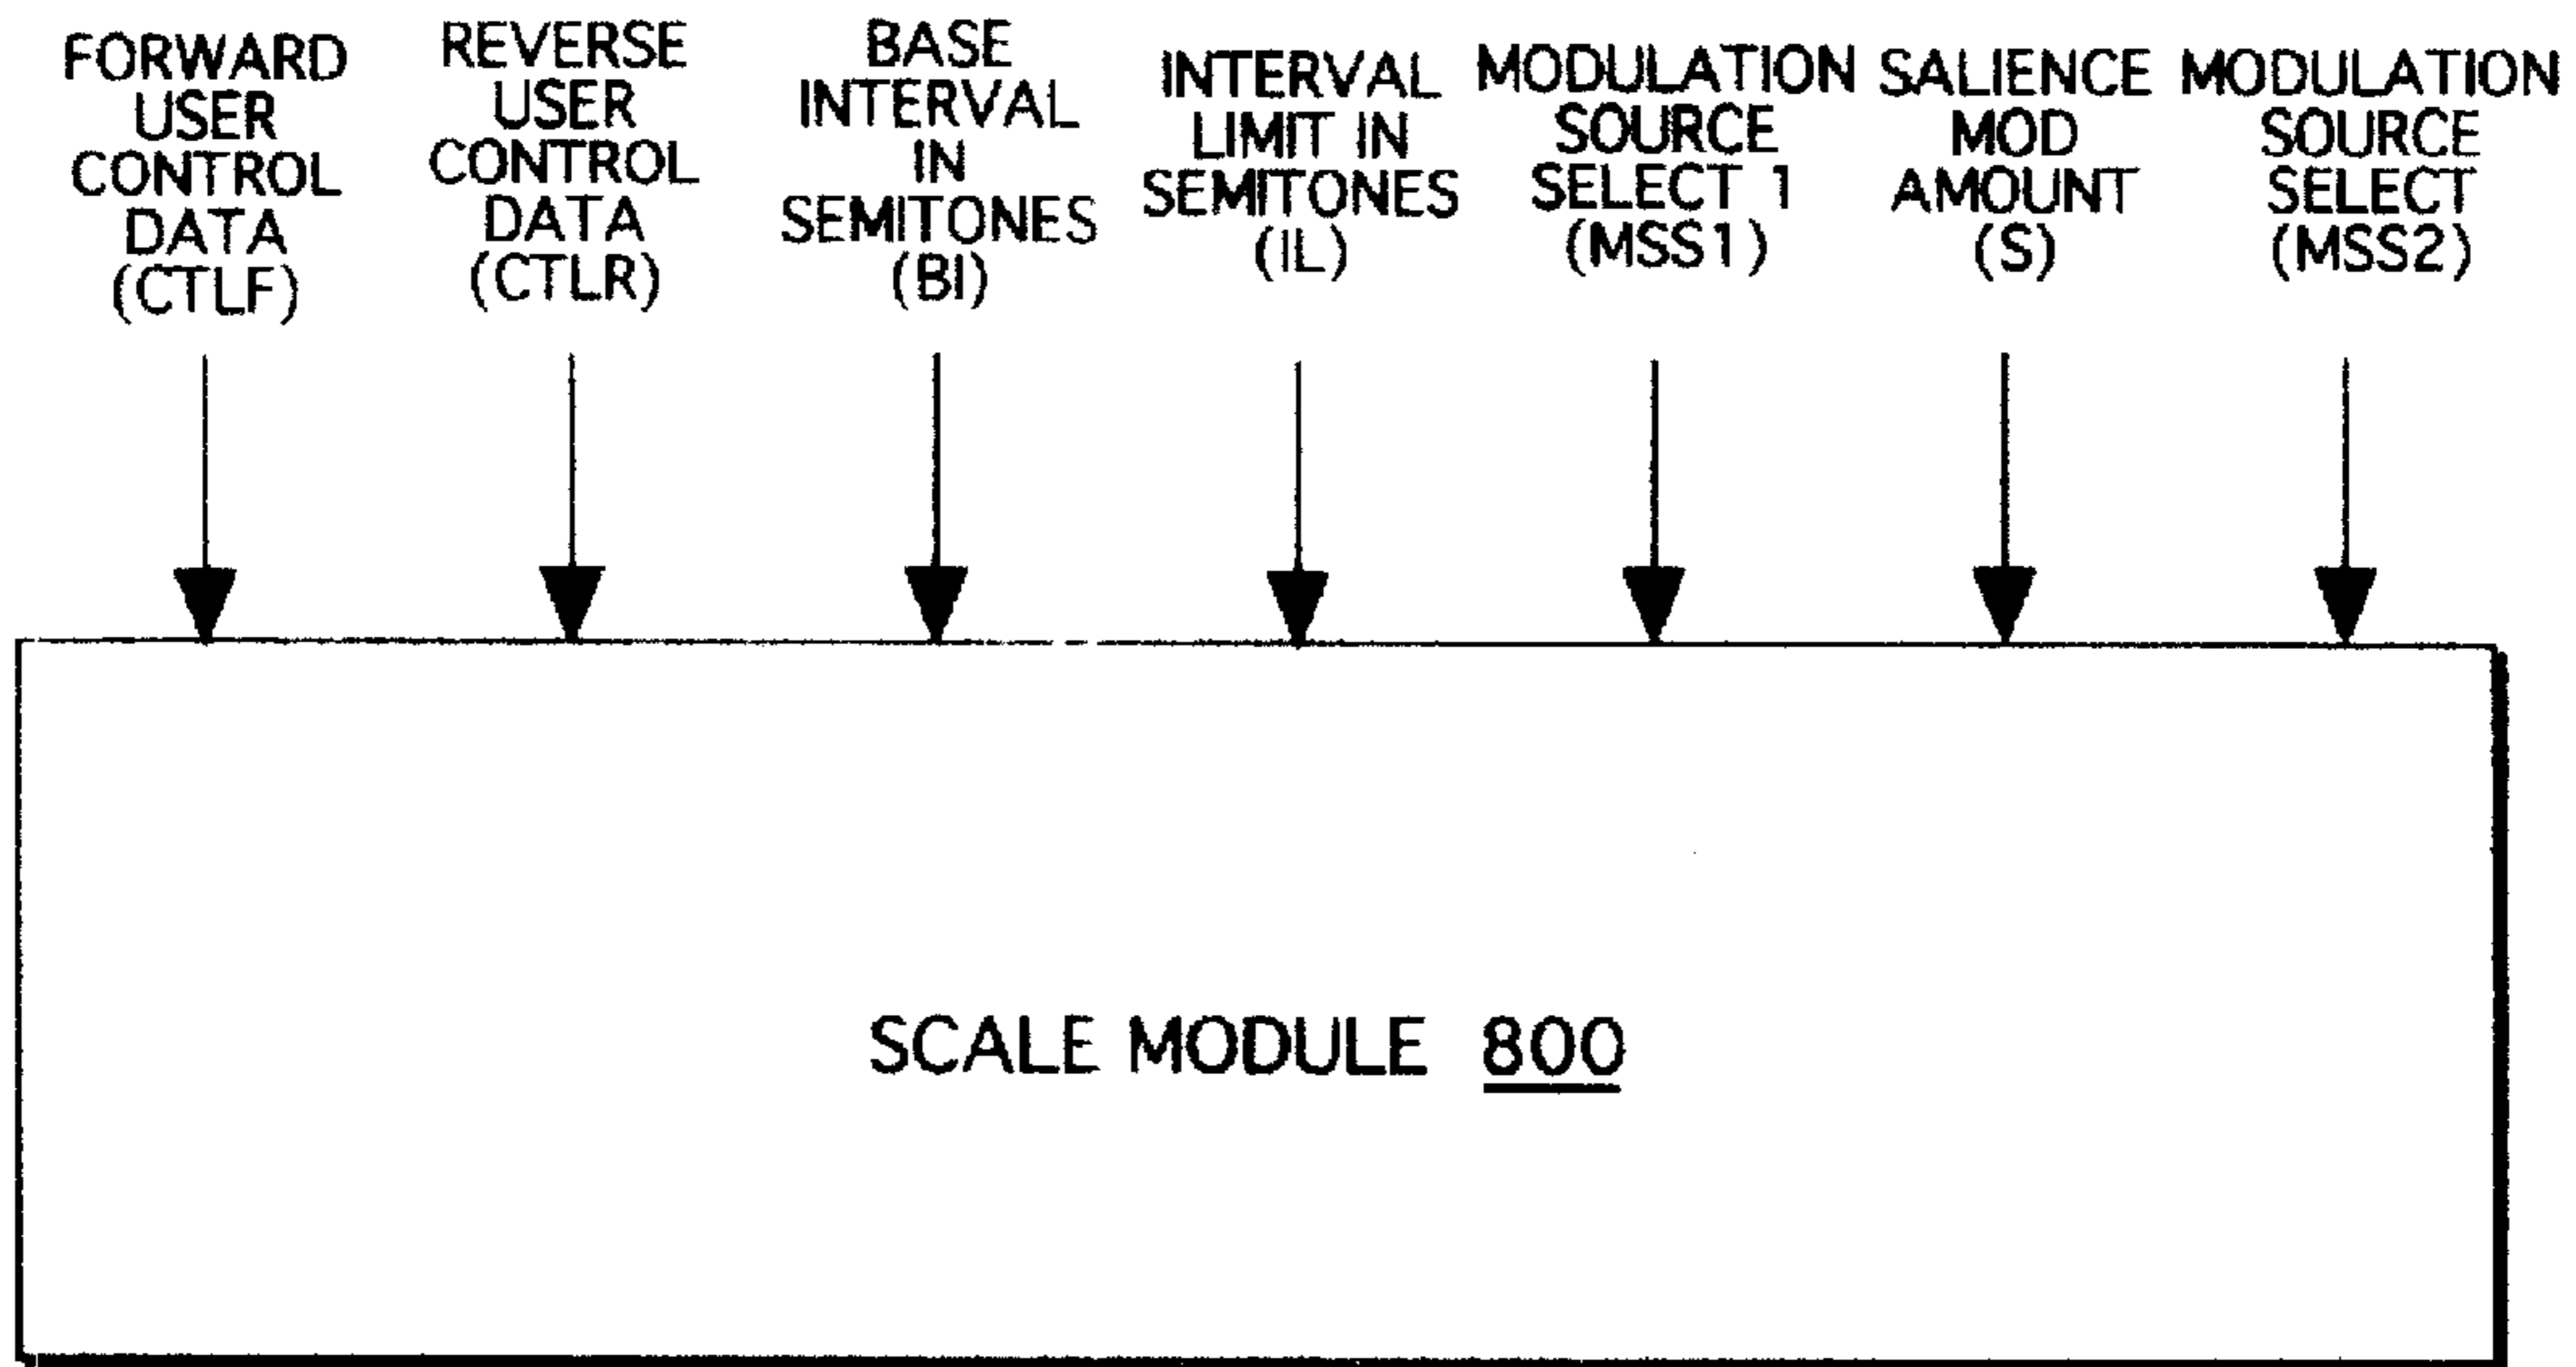 FORWARD
USER
CONTROL
DATA
(CTLF)
REVERSE
USER
CONTROL
DATA
(CTLR)
BASE
INTERVAL
IN
SEMITONES
(BI)
INTERVAL
LIMIT IN
SEMITONES
(IL)
MODULATION
SOURCE
SELECT 1
(MSS1)
SALIENCE
MOD
AMOUNT
(S)
MODULATION
SOURCE
SELECT
(MSS2)
SCALE MODULE 800